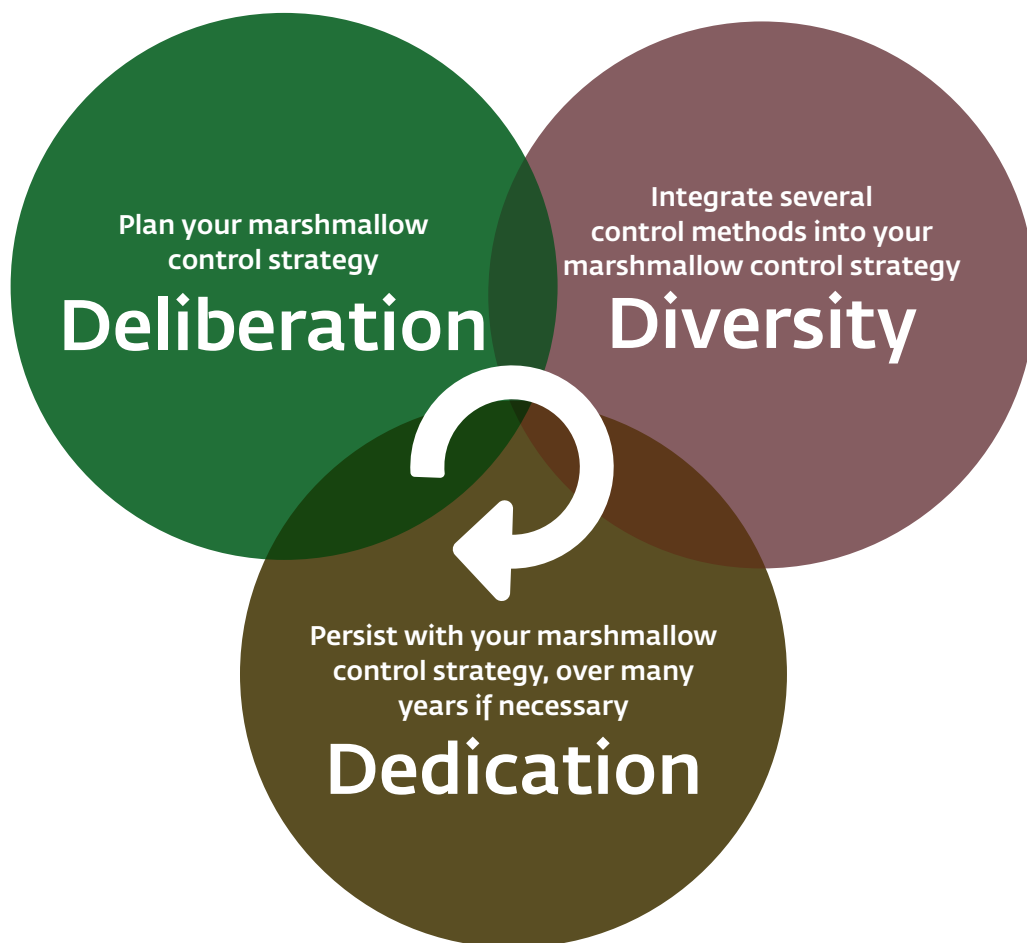 Plan your marshmallow
control strategy
Deliberation
Integrate several
control methods into your
marshmallow control strategy
Diversity
Persist with your marshmallow
control strategy, over many
years if necessary
Dedication